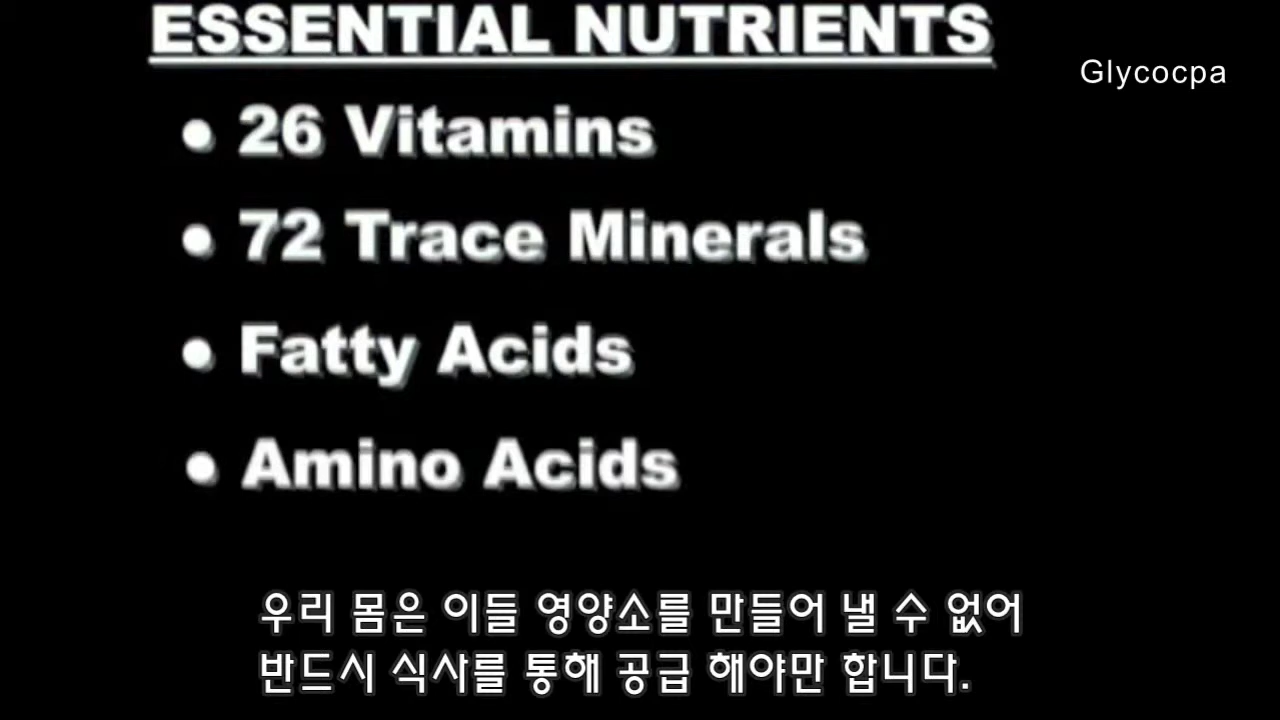 ESSENTIAL NUTRIENTS
Glycocpa
• 26 Vitamins
• 72 Trace Minerals
• Fatty Acids
• Amino Acids
우리 몸은 이들 영양소를 만들어 낼 수 없어
반드시 식사를 통해 공급 해야만 합니다.